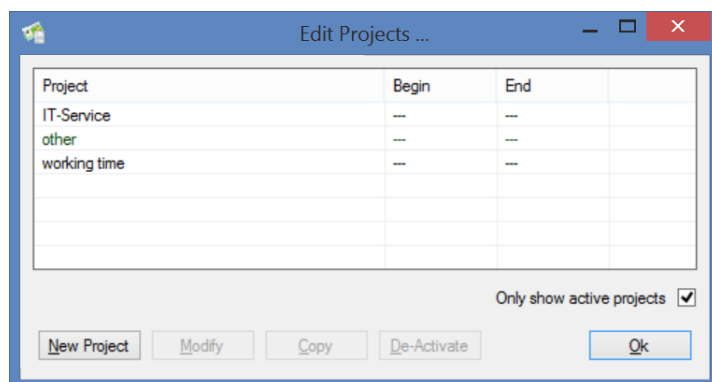 Edit Projects ...
Project Begin End
IT-Service --- ---
other --- ---
working time --- ---
Only show active projects
New Project Modify Copy De-Activate Ok